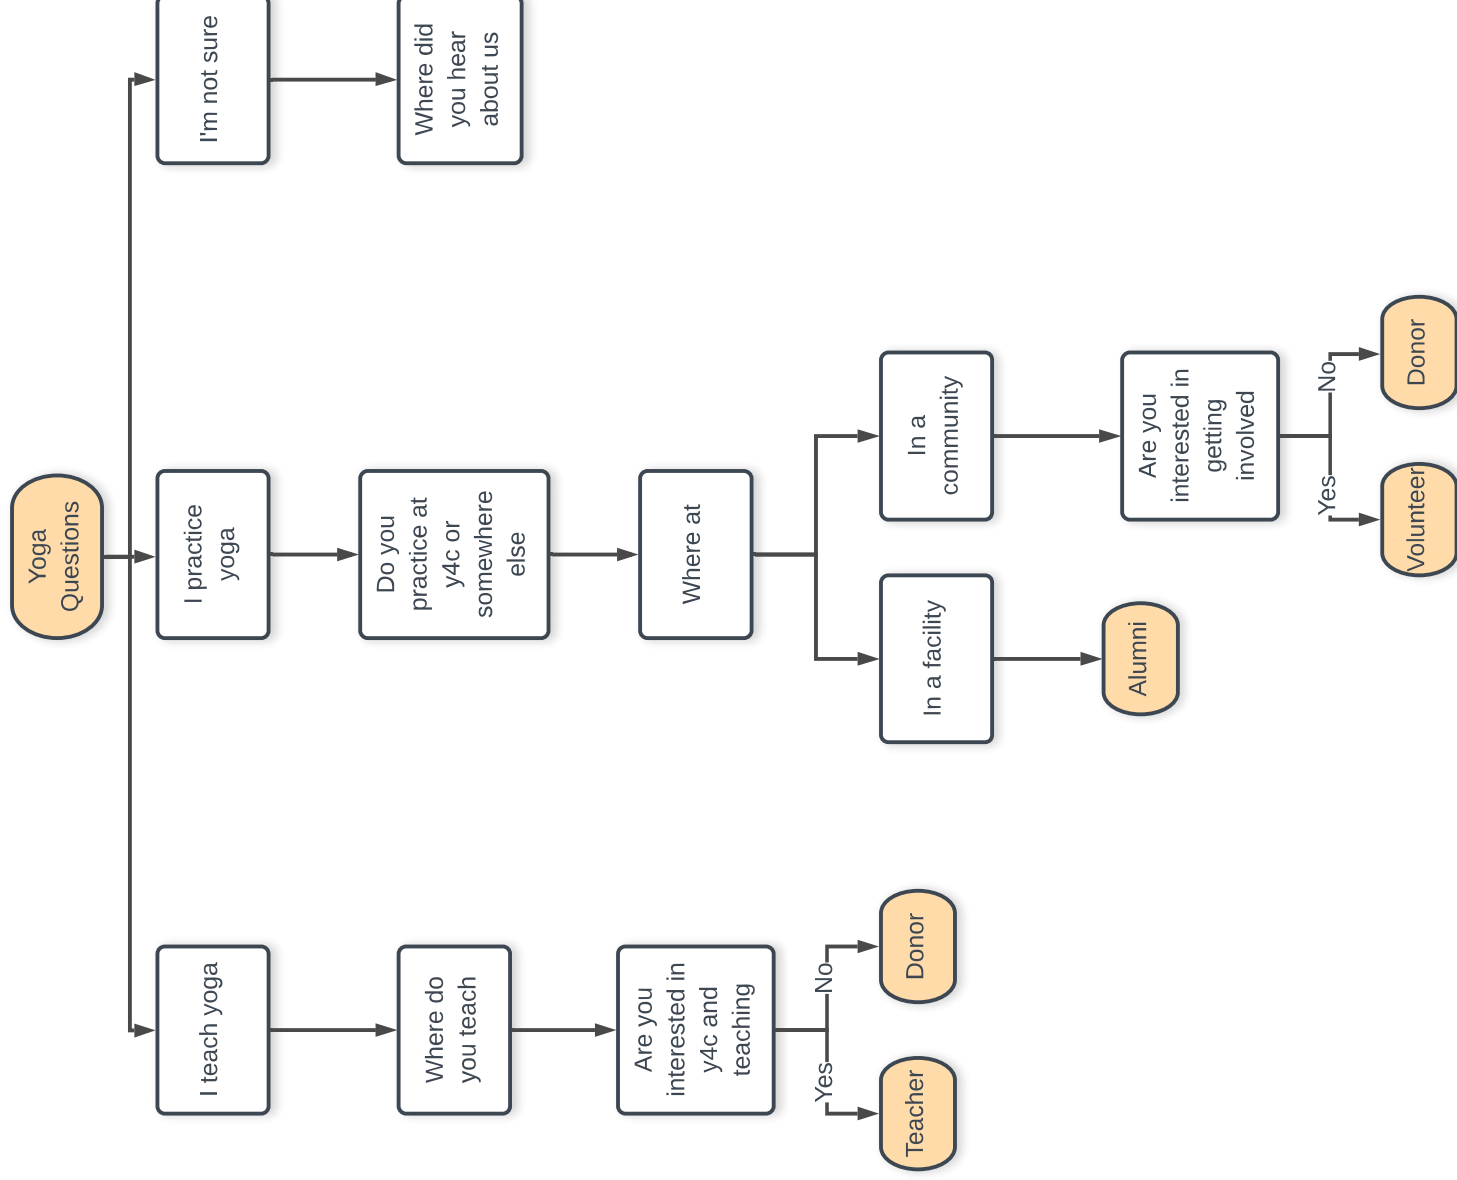 Yoga
Questions
I teach yoga
I practice
yoga
I'm not sure
Where do
you teach
Do you
practice at
y4c or
somewhere
else
Where did
you hear
about us
Are you
interested in
y4c and
teaching
Where at
Yes
No
Teacher
Donor
In a facility
In a
community
Alumni
Are you
interested in
getting
involved
Yes
No
Volunteer
Donor